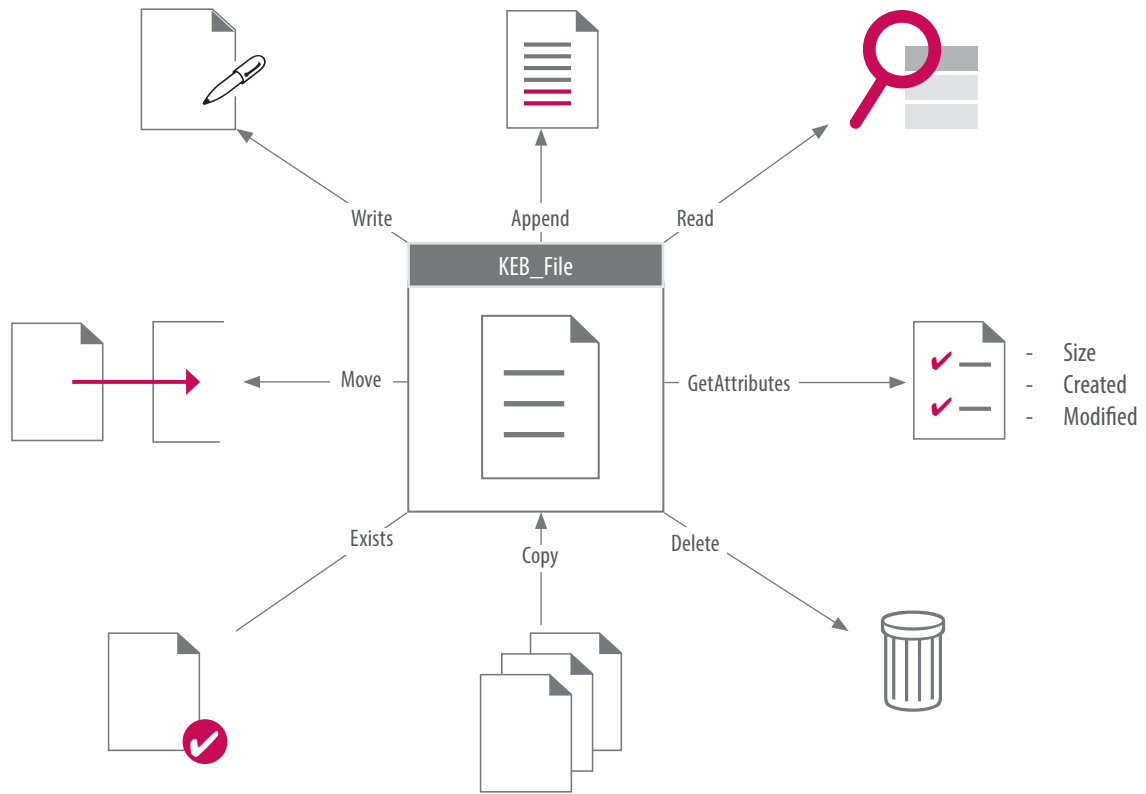 Write
Append
Read
KEB_File
Move
GetAttributes
- Size
- Created
- Modified
Exists
Copy
Delete